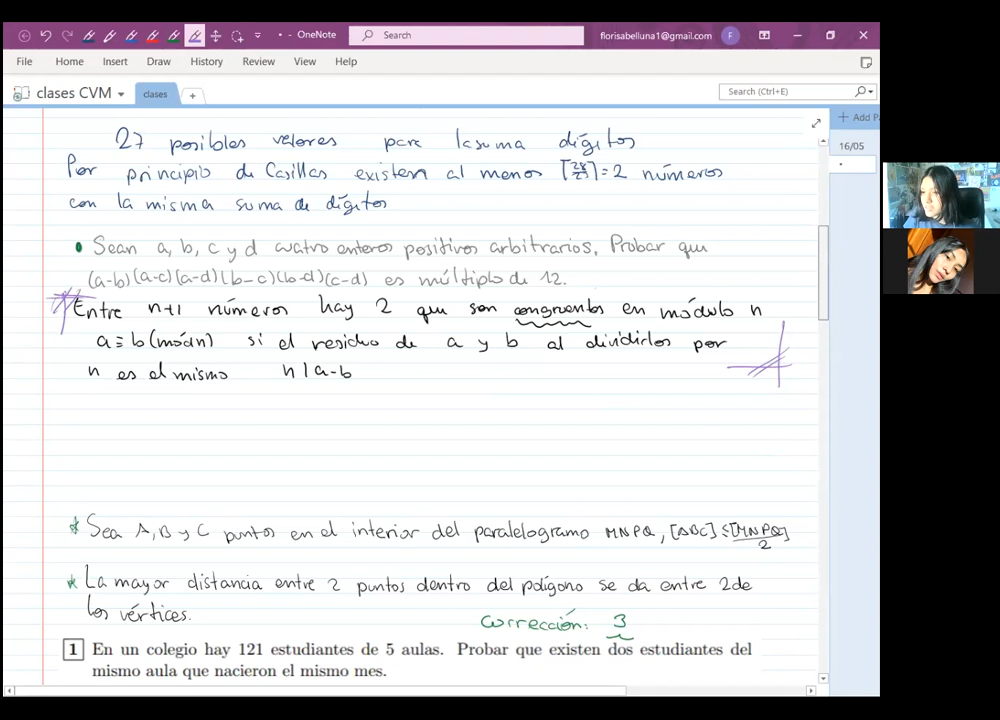 OneNote
Search
florisabelluna1@gmail.com
F
File Home Insert Draw History Review View Help
clases CVM
clases
+
Search (Ctrl+E)
+ Add Pa
16/05
27 posibles valores para la suma dígitos
Por principio de Casillas existen al menos ⌈28/27⌉=2 números
con la misma suma de dígitos
• Sean a, b, c y d cuatro enteros positivos arbitrarios. Probar que
(a-b)(a-c)(a-d)(b-c)(b-d)(c-d) es múltiplo de 12.
Entre n+1 números hay 2 que son congruentes en módulo n
a≡b(módn) si el residuo de a y b al dividirlos por
n es el mismo n|a-b
* Sea A, B y C puntos en el interior del paralelogramo MNPQ, [ABC]≤[MNPQ]/2
* La mayor distancia entre 2 puntos dentro del polígono se da entre 2 de
los vértices.
Corrección: 3
1 En un colegio hay 121 estudiantes de 5 aulas. Probar que existen dos estudiantes del
mismo aula que nacieron el mismo mes.